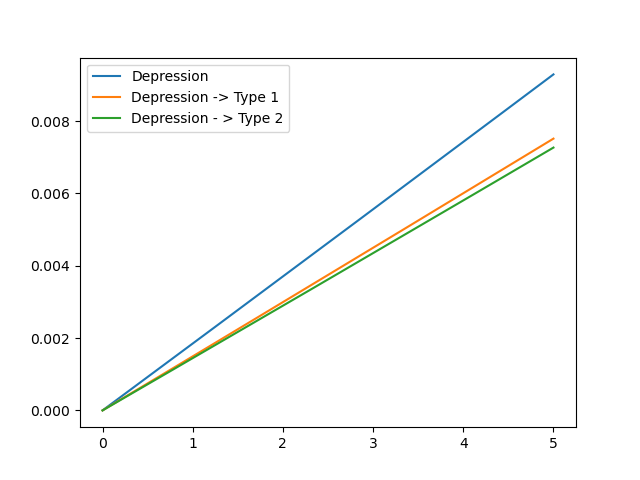 Depression
Depression -> Type 1
Depression - > Type 2
0.008
0.006
0.004
0.002
0.000
0 1 2 3 4 5